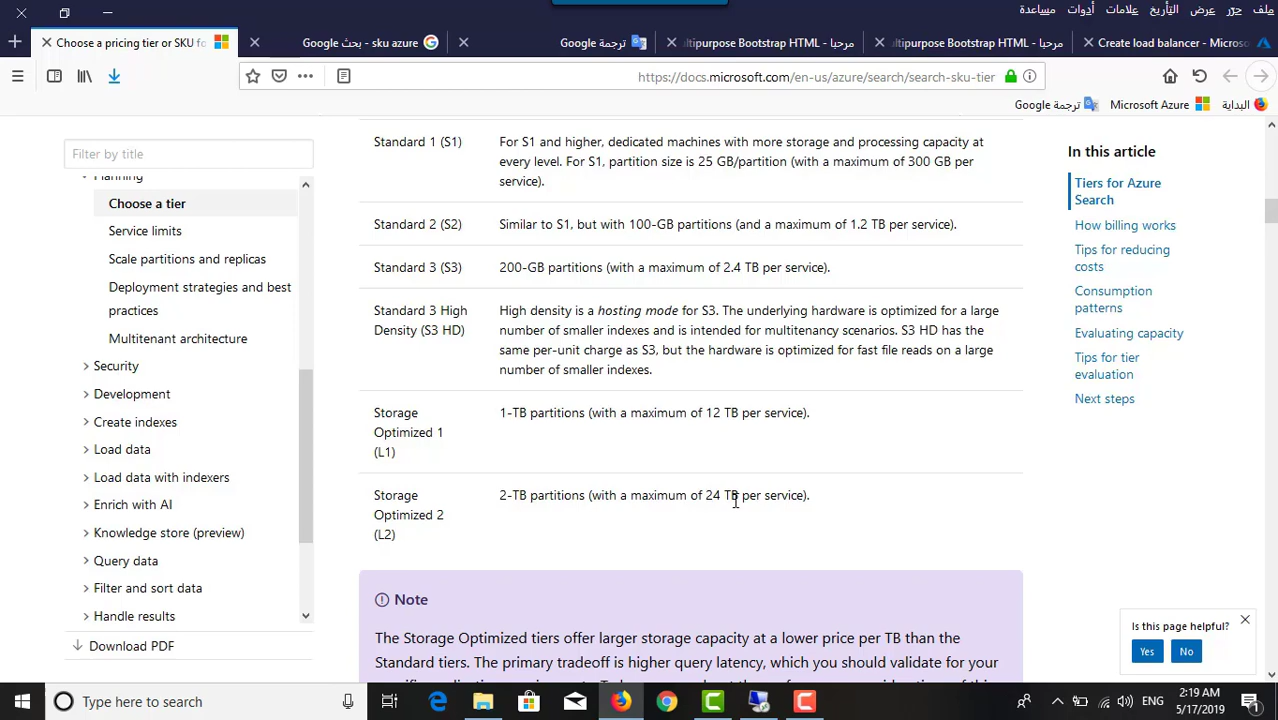 ملف
حرّر
عرض
التأريخ
علامات
أدوات
مساعدة
Choose a pricing tier or SKU fo
Google بحث - sku azure
ترجمة Google
مرحبا - ultipurpose Bootstrap HTML
مرحبا - ultipurpose Bootstrap HTML
Create load balancer - Microso
https://docs.microsoft.com/en-us/azure/search/search-sku-tier
البداية
Microsoft Azure
ترجمة Google
Filter by title
Planning
Choose a tier
Service limits
Scale partitions and replicas
Deployment strategies and best
practices
Multitenant architecture
Security
Development
Create indexes
Load data
Load data with indexers
Enrich with AI
Knowledge store (preview)
Query data
Filter and sort data
Handle results
Download PDF
Standard 1 (S1)
For S1 and higher, dedicated machines with more storage and processing capacity at
every level. For S1, partition size is 25 GB/partition (with a maximum of 300 GB per
service).
Standard 2 (S2)
Similar to S1, but with 100-GB partitions (and a maximum of 1.2 TB per service).
Standard 3 (S3)
200-GB partitions (with a maximum of 2.4 TB per service).
Standard 3 High
Density (S3 HD)
High density is a hosting mode for S3. The underlying hardware is optimized for a large
number of smaller indexes and is intended for multitenancy scenarios. S3 HD has the
same per-unit charge as S3, but the hardware is optimized for fast file reads on a large
number of smaller indexes.
Storage
Optimized 1
(L1)
1-TB partitions (with a maximum of 12 TB per service).
Storage
Optimized 2
(L2)
2-TB partitions (with a maximum of 24 TB per service).
Note
The Storage Optimized tiers offer larger storage capacity at a lower price per TB than the
Standard tiers. The primary tradeoff is higher query latency, which you should validate for your
In this article
Tiers for Azure
Search
How billing works
Tips for reducing
costs
Consumption
patterns
Evaluating capacity
Tips for tier
evaluation
Next steps
Is this page helpful?
Yes
No
Type here to search
ENG
2:19 AM
5/17/2019
1